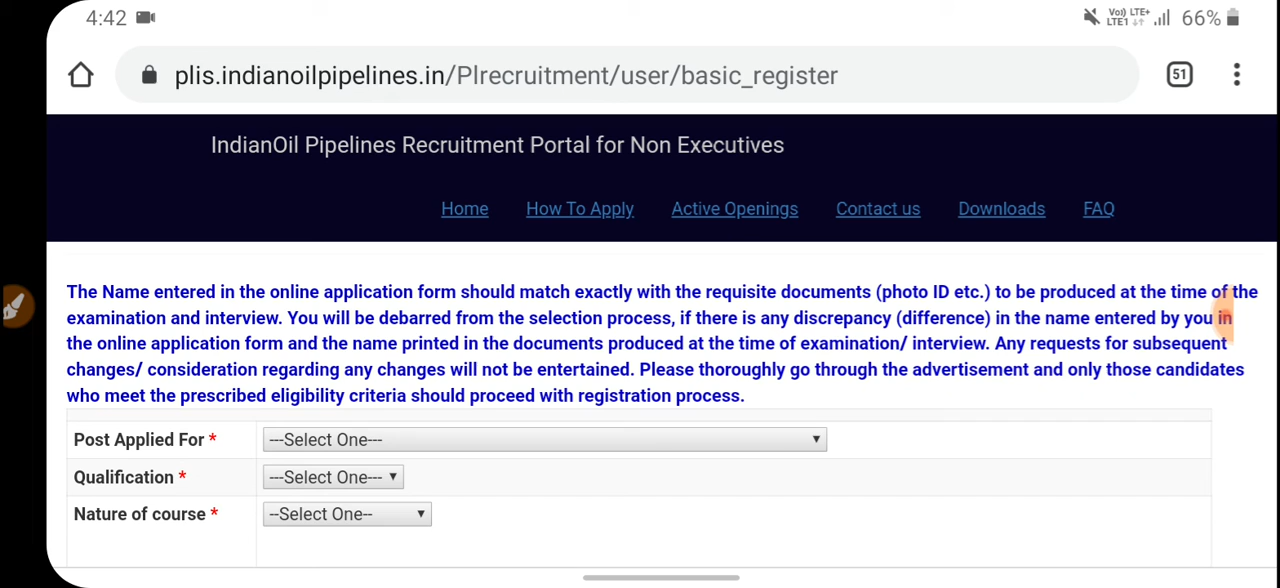 4:42
Vo) LTE+
LTE1
66%
plis.indianoilpipelines.in/Plrecruitment/user/basic_register
51
IndianOil Pipelines Recruitment Portal for Non Executives
Home How To Apply Active Openings Contact us Downloads FAQ
The Name entered in the online application form should match exactly with the requisite documents (photo ID etc.) to be produced at the time of the
examination and interview. You will be debarred from the selection process, if there is any discrepancy (difference) in the name entered by you in
the online application form and the name printed in the documents produced at the time of examination/ interview. Any requests for subsequent
changes/ consideration regarding any changes will not be entertained. Please thoroughly go through the advertisement and only those candidates
who meet the prescribed eligibility criteria should proceed with registration process.
Post Applied For * ---Select One---
Qualification * ---Select One---
Nature of course * --Select One--